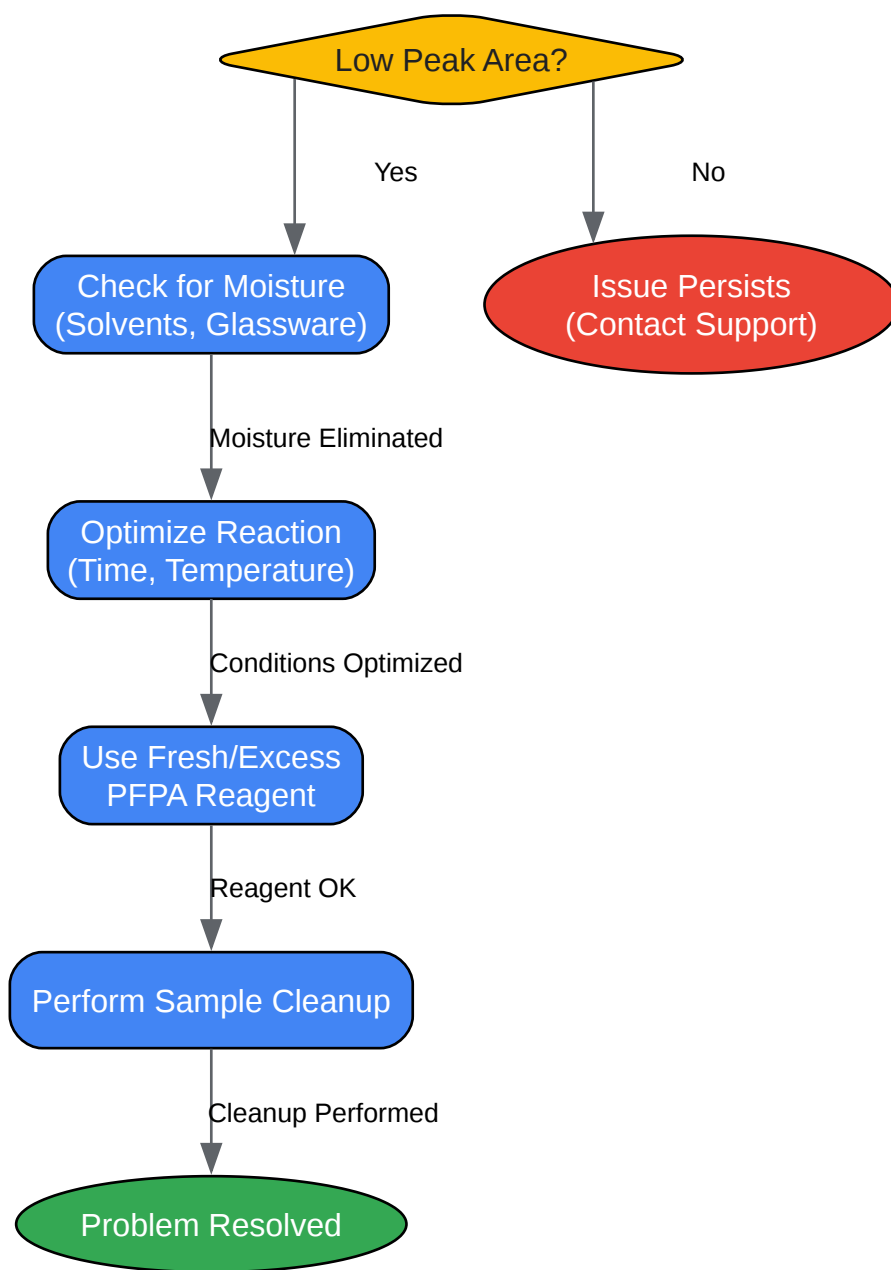 Low Peak Area?
Yes
No
Check for Moisture
(Solvents, Glassware)
Issue Persists
(Contact Support)
Moisture Eliminated
Optimize Reaction
(Time, Temperature)
Conditions Optimized
Use Fresh/Excess
PFPA Reagent
Reagent OK
Perform Sample Cleanup
Cleanup Performed
Problem Resolved